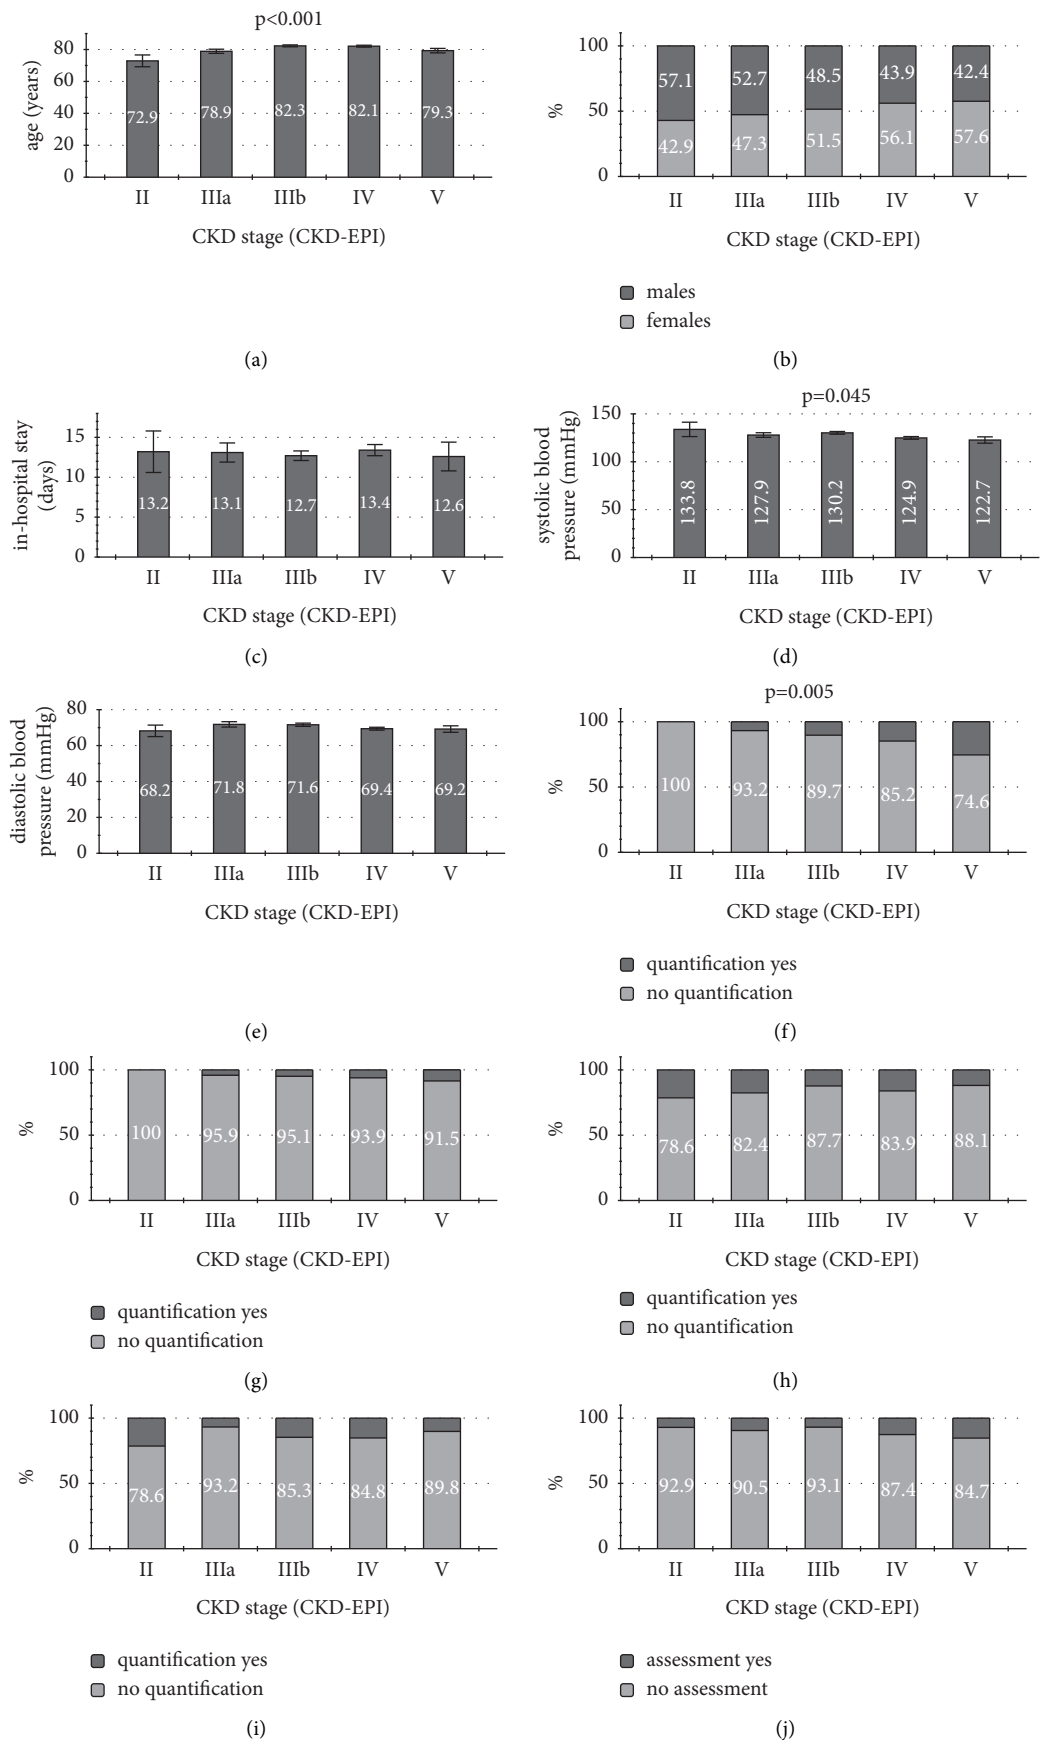 p<0.001
age (years)
80
60
40
20
0
72.9
78.9
82.3
82.1
79.3
II IIIa IIIb IV V
CKD stage (CKD-EPI)
(a)
%
100
50
0
57.1
52.7
48.5
43.9
42.4
42.9
47.3
51.5
56.1
57.6
II IIIa IIIb IV V
CKD stage (CKD-EPI)
males
females
(b)
in-hospital stay
(days)
15
10
5
0
13.2
13.1
12.7
13.4
12.6
II IIIa IIIb IV V
CKD stage (CKD-EPI)
(c)
p=0.045
systolic blood
pressure (mmHg)
150
100
50
0
133.8
127.9
130.2
124.9
122.7
II IIIa IIIb IV V
CKD stage (CKD-EPI)
(d)
diastolic blood
pressure (mmHg)
80
60
40
20
0
68.2
71.8
71.6
69.4
69.2
II IIIa IIIb IV V
CKD stage (CKD-EPI)
(e)
p=0.005
%
100
50
0
100
93.2
89.7
85.2
74.6
II IIIa IIIb IV V
CKD stage (CKD-EPI)
quantification yes
no quantification
(f)
%
100
50
0
100
95.9
95.1
93.9
91.5
II IIIa IIIb IV V
CKD stage (CKD-EPI)
quantification yes
no quantification
(g)
%
100
50
0
78.6
82.4
87.7
83.9
88.1
II IIIa IIIb IV V
CKD stage (CKD-EPI)
quantification yes
no quantification
(h)
%
100
50
0
78.6
93.2
85.3
84.8
89.8
II IIIa IIIb IV V
CKD stage (CKD-EPI)
quantification yes
no quantification
(i)
%
100
50
0
92.9
90.5
93.1
87.4
84.7
II IIIa IIIb IV V
CKD stage (CKD-EPI)
assessment yes
no assessment
(j)